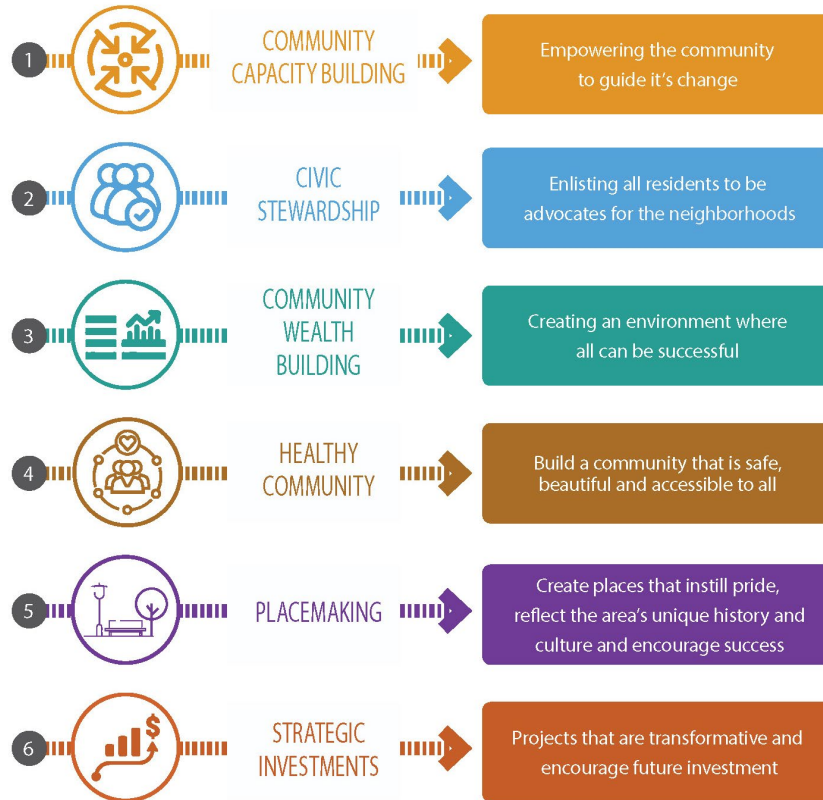 1
COMMUNITY
CAPACITY BUILDING
Empowering the community
to guide it’s change
2
CIVIC
STEWARDSHIP
Enlisting all residents to be
advocates for the neighborhoods
3
COMMUNITY
WEALTH
BUILDING
Creating an environment where
all can be successful
4
HEALTHY
COMMUNITY
Build a community that is safe,
beautiful and accessible to all
5
PLACEMAKING
Create places that instill pride,
reflect the area’s unique history and
culture and encourage success
6
$
STRATEGIC
INVESTMENTS
Projects that are transformative and
encourage future investment